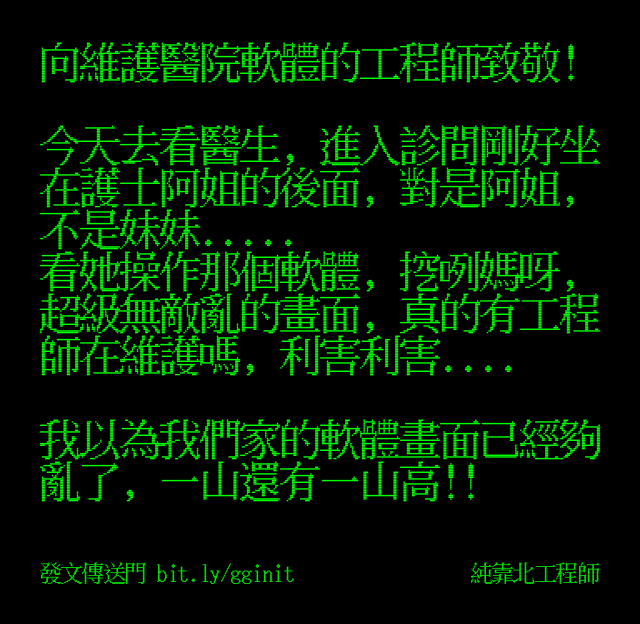 向維護醫院軟體的工程師致敬!
今天去看醫生, 進入診間剛好坐
在護士阿姐的後面, 對是阿姐,
不是妹妹.....
看她操作那個軟體, 挖咧媽呀,
超級無敵亂的畫面, 真的有工程
師在維護嗎, 利害利害....
我以為我們家的軟體畫面已經夠
亂了, 一山還有一山高!!
發文傳送門 bit.ly/gginit
純靠北工程師